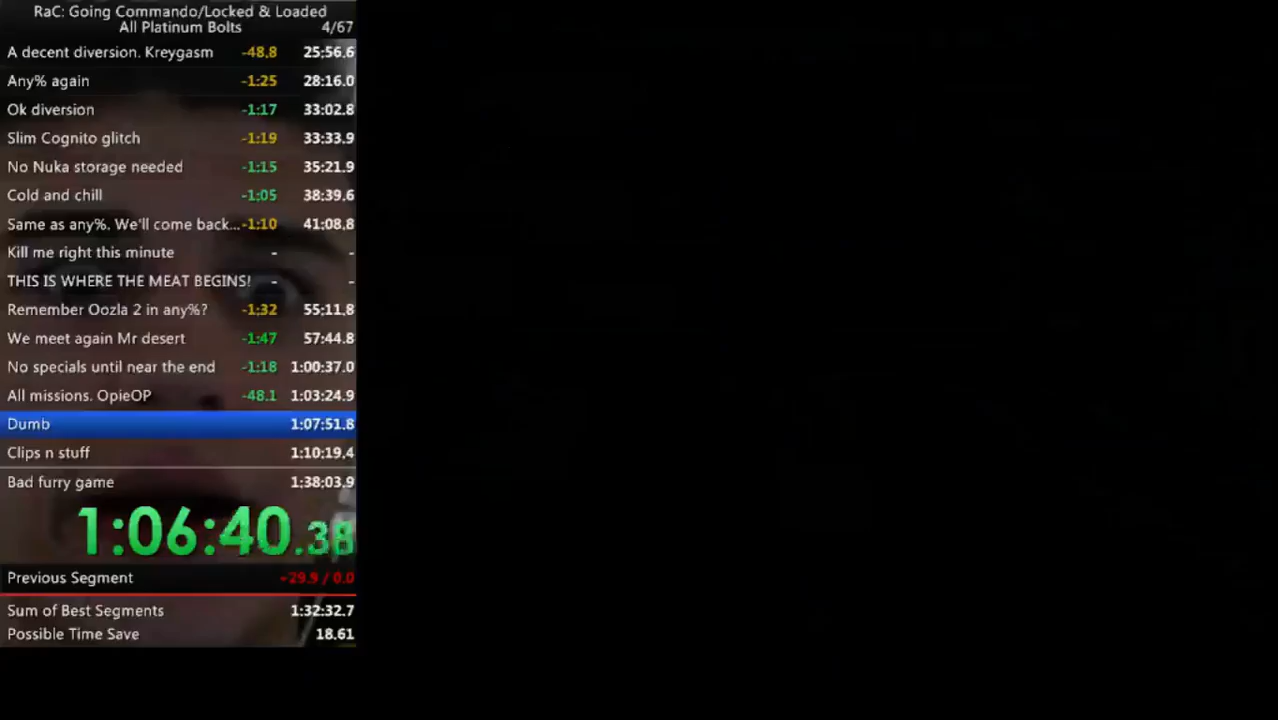 RaC: Going Commando/Locked & Loaded
All Platinum Bolts 4/67
A decent diversion. Kreygasm -48.8 25:56.6
Any% again -1:25 28:16.0
Ok diversion -1:17 33:02.8
Slim Cognito glitch -1:19 33:33.9
No Nuka storage needed -1:15 35:21.9
Cold and chill -1:05 38:39.6
Same as any%. We'll come back... -1:10 41:08.8
Kill me right this minute - -
THIS IS WHERE THE MEAT BEGINS! - -
Remember Oozla 2 in any%? -1:32 55:11.8
We meet again Mr desert -1:47 57:44.8
No specials until near the end -1:18 1:00:37.0
All missions. OpieOP -48.1 1:03:24.9
Dumb 1:07:51.8
Clips n stuff 1:10:19.4
Bad furry game 1:38:03.9
1:06:40.38
Previous Segment +29.9 / 0.0
Sum of Best Segments 1:32:32.7
Possible Time Save 18.61